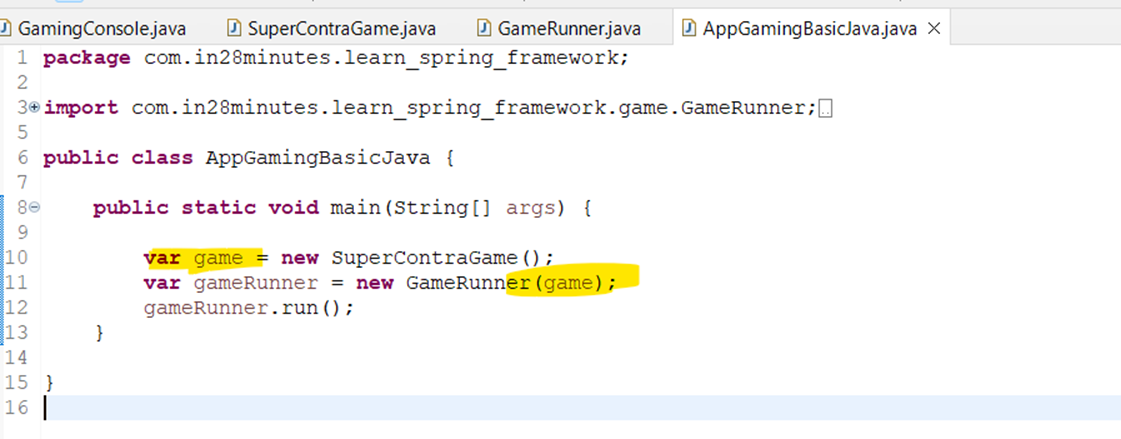 GamingConsole.java SuperContraGame.java GameRunner.java AppGamingBasicJava.java
1 package com.in28minutes.learn_spring_framework;
2
3 import com.in28minutes.learn_spring_framework.game.GameRunner;
5
6 public class AppGamingBasicJava {
7
8 public static void main(String[] args) {
9
10 var game = new SuperContraGame();
11 var gameRunner = new GameRunner(game);
12 gameRunner.run();
13 }
14
15 }
16